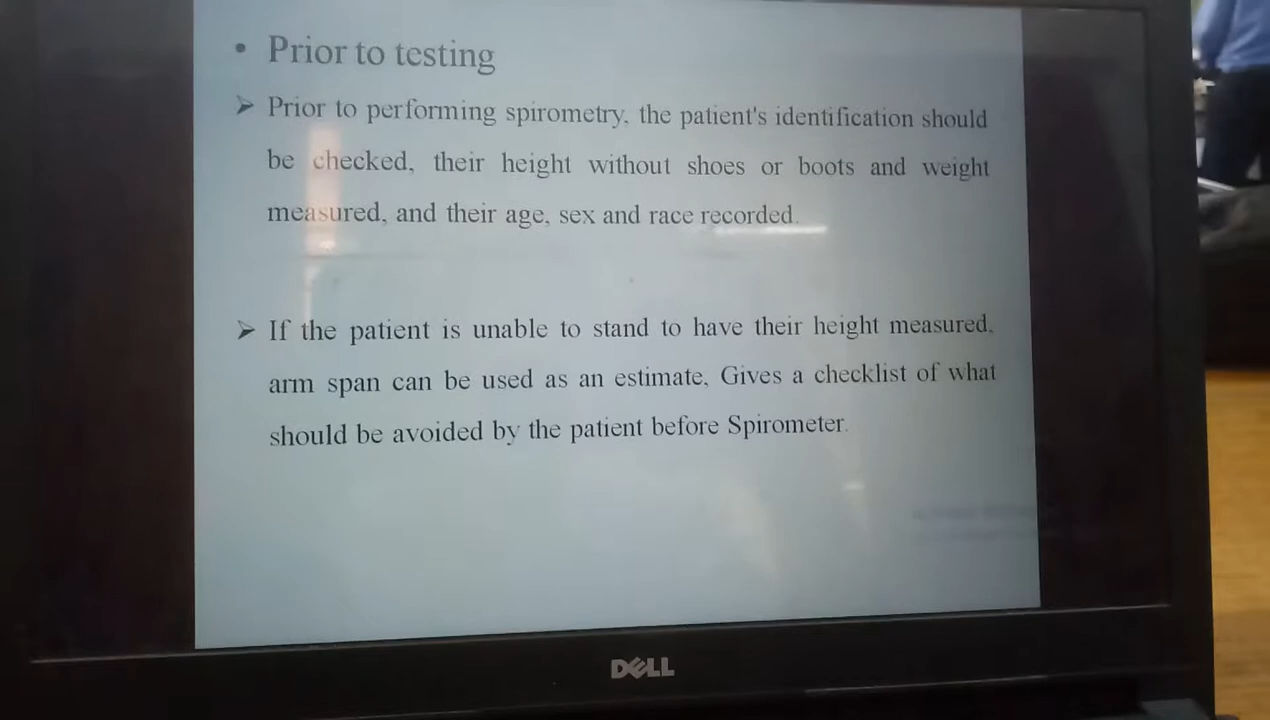 • Prior to testing
➢ Prior to performing spirometry, the patient's identification should
be checked, their height without shoes or boots and weight
measured, and their age, sex and race recorded.
➢ If the patient is unable to stand to have their height measured,
arm span can be used as an estimate, Gives a checklist of what
should be avoided by the patient before Spirometer.
DELL